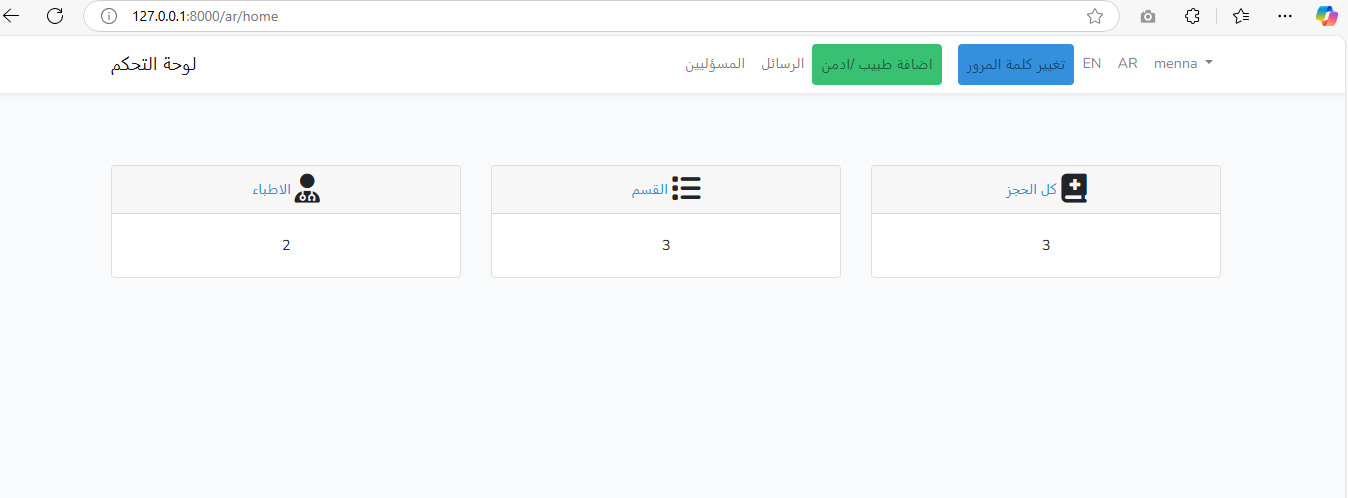 127.0.0.1:8000/ar/home
لوحة التحكم
المسؤليين
الرسائل
اضافة طبيب /ادمن
تغيير كلمة المرور
EN
AR
menna
الاطباء
2
القسم
3
كل الحجز
3